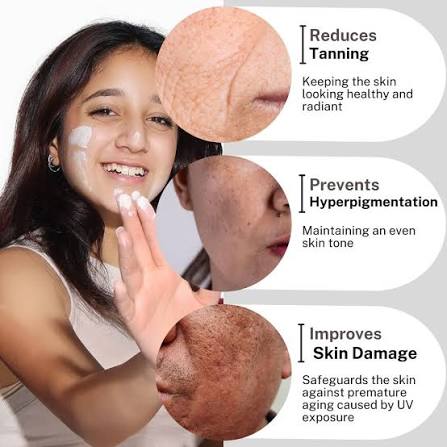 Reduces
Tanning
Keeping the skin
looking healthy and
radiant
Prevents
Hyperpigmentation
Maintaining an even
skin tone
Improves
Skin Damage
Safeguards the skin
against premature
aging caused by UV
exposure